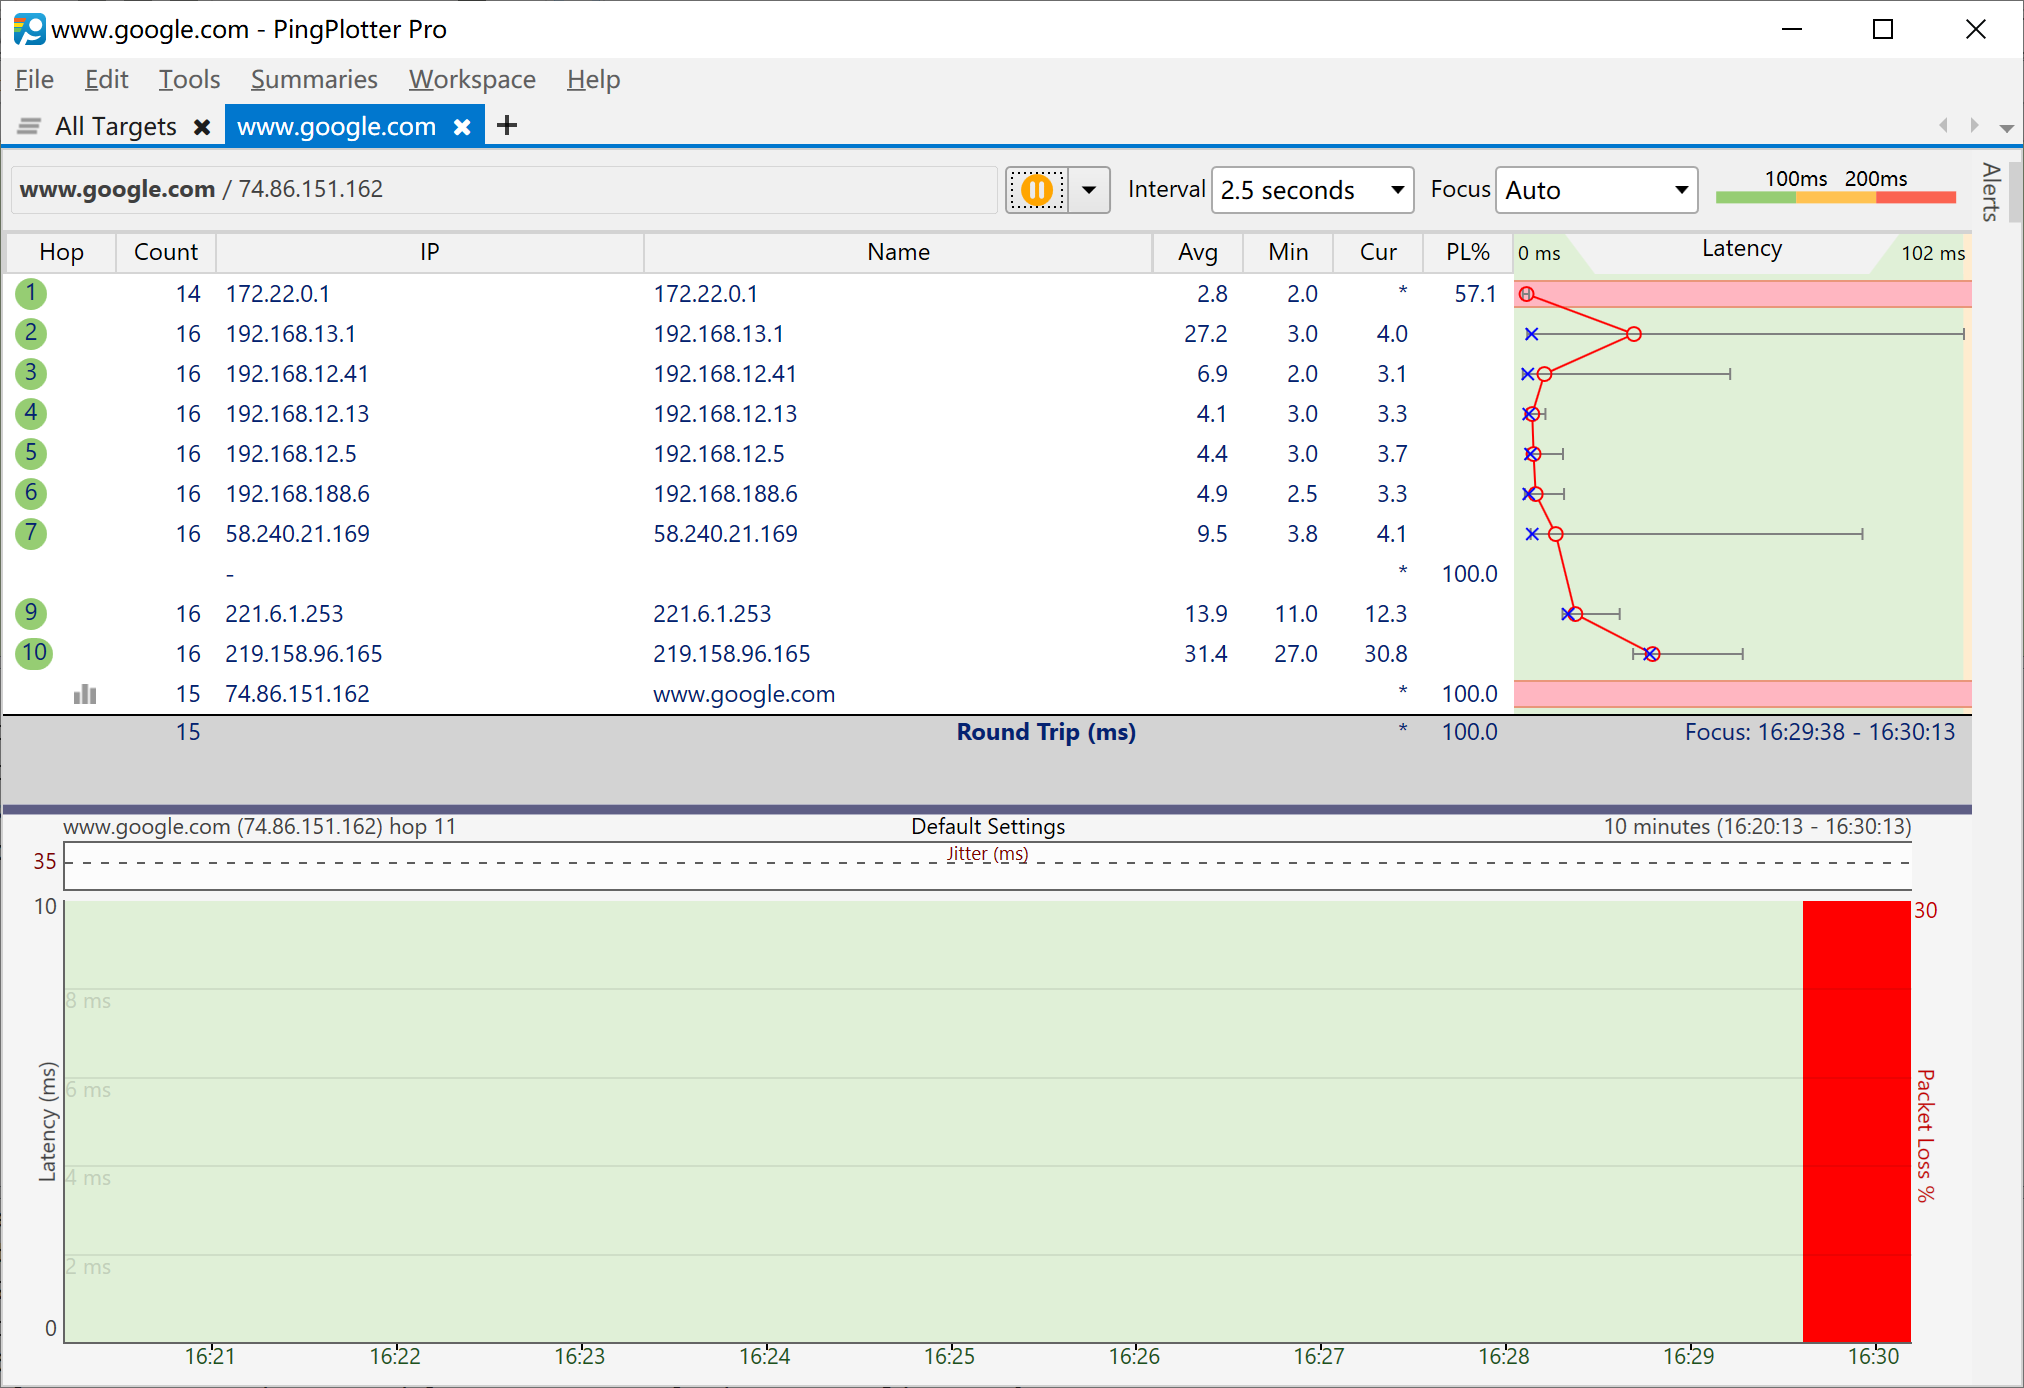 www.google.com - PingPlotter Pro
File Edit Tools Summaries Workspace Help
All Targets www.google.com
www.google.com / 74.86.151.162 Interval 2.5 seconds Focus Auto 100ms 200ms
Alerts
Hop Count IP Name Avg Min Cur PL% 0 ms Latency 102 ms
1 14 172.22.0.1 172.22.0.1 2.8 2.0 * 57.1
2 16 192.168.13.1 192.168.13.1 27.2 3.0 4.0
3 16 192.168.12.41 192.168.12.41 6.9 2.0 3.1
4 16 192.168.12.13 192.168.12.13 4.1 3.0 3.3
5 16 192.168.12.5 192.168.12.5 4.4 3.0 3.7
6 16 192.168.188.6 192.168.188.6 4.9 2.5 3.3
7 16 58.240.21.169 58.240.21.169 9.5 3.8 4.1
- * 100.0
9 16 221.6.1.253 221.6.1.253 13.9 11.0 12.3
10 16 219.158.96.165 219.158.96.165 31.4 27.0 30.8
15 74.86.151.162 www.google.com * 100.0
15 Round Trip (ms) * 100.0 Focus: 16:29:38 - 16:30:13
www.google.com (74.86.151.162) hop 11 Default Settings 10 minutes (16:20:13 - 16:30:13)
35 Jitter (ms)
10 30
8 ms
6 ms
Latency (ms) Packet Loss %
4 ms
2 ms
0
16:21 16:22 16:23 16:24 16:25 16:26 16:27 16:28 16:29 16:30